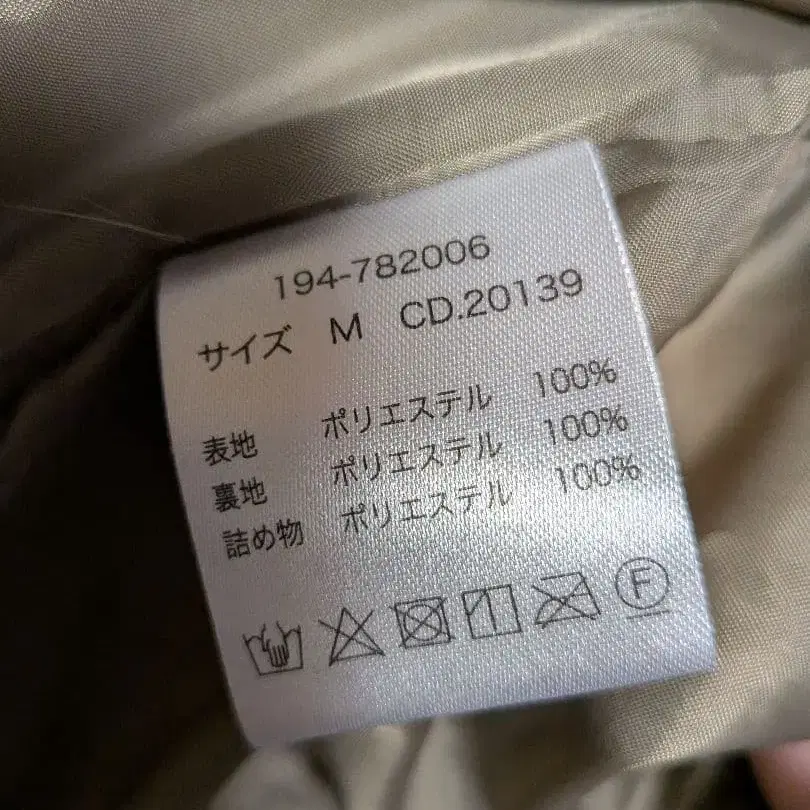 194-782006
サイズ M CD.20139
表地 ポリエステル 100%
裏地 ポリエステル 100%
詰め物 ポリエステル 100%
F